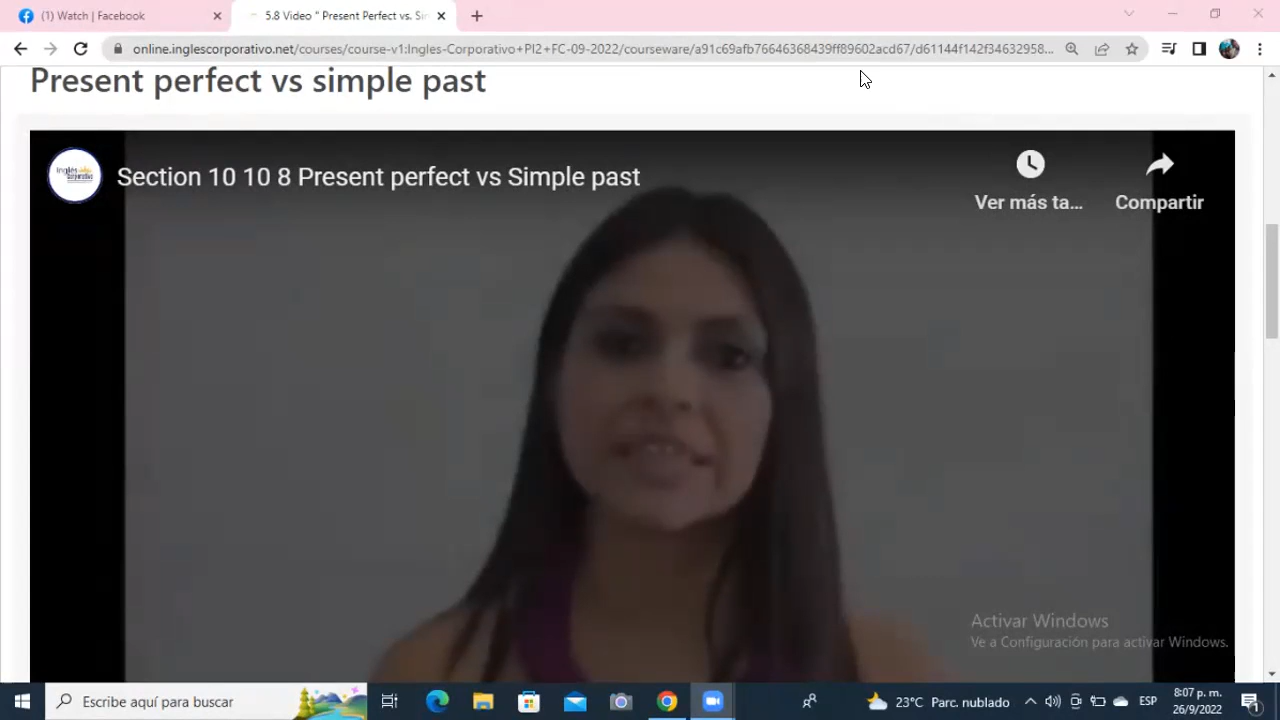 (1) Watch | Facebook
5.8 Video " Present Perfect vs. Sin
online.inglescorporativo.net/courses/course-v1:Ingles-Corporativo+PI2+FC-09-2022/courseware/a91c69afb76646368439ff89602acd67/d61144f142f34632958...
Present perfect vs simple past
Section 10 10 8 Present perfect vs Simple past
Ver más ta...
Compartir
Activar Windows
Ve a Configuración para activar Windows.
Escribe aquí para buscar
23°C Parc. nublado
ESP
8:07 p. m.
26/9/2022
1